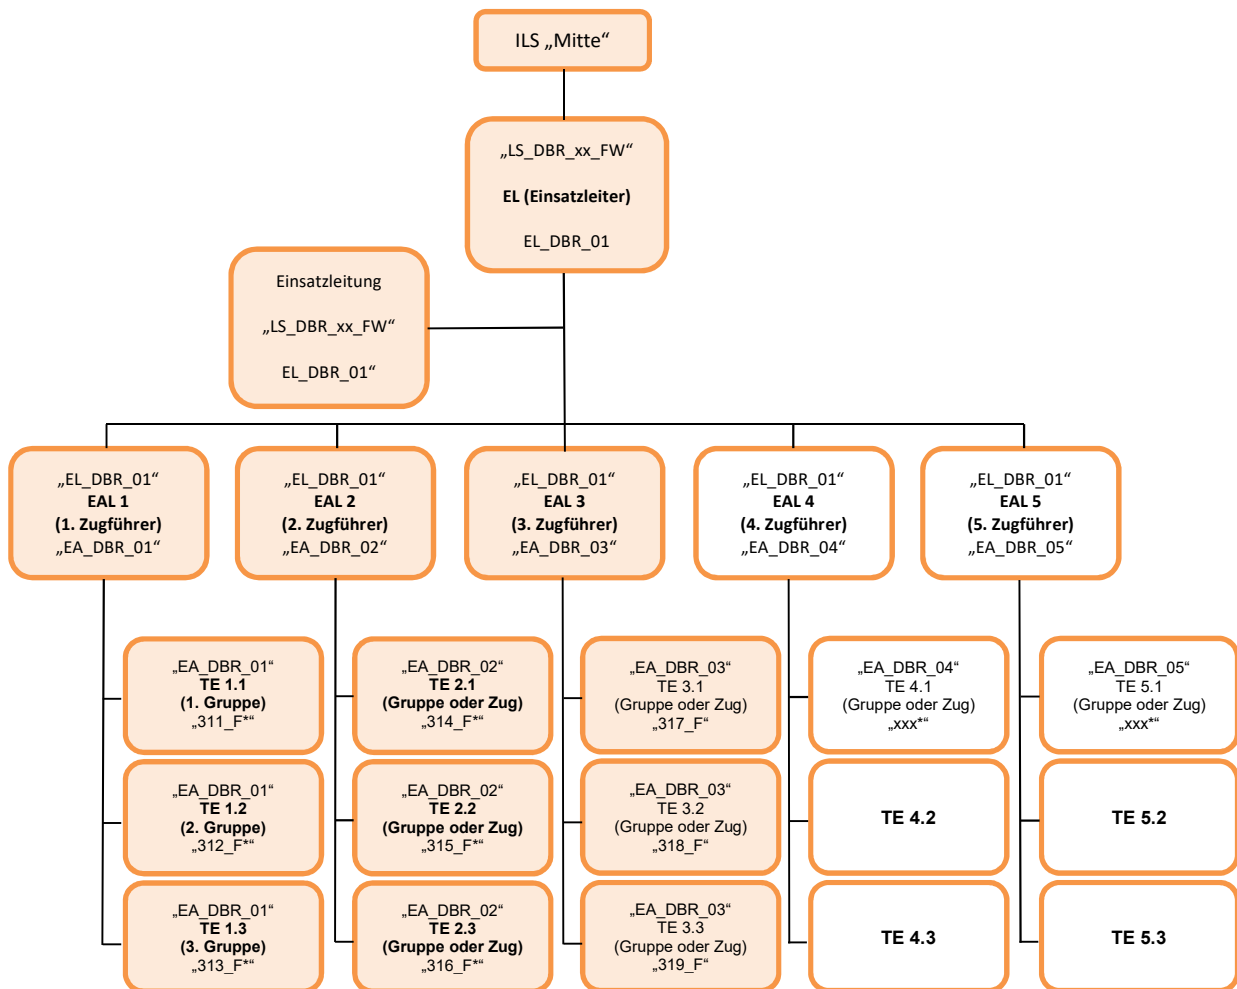 ILS „Mitte“
„LS_DBR_xx_FW“
EL (Einsatzleiter)
EL_DBR_01
Einsatzleitung
„LS_DBR_xx_FW“
EL_DBR_01“
„EL_DBR_01“
EAL 1
(1. Zugführer)
„EA_DBR_01“
„EL_DBR_01“
EAL 2
(2. Zugführer)
„EA_DBR_02“
„EL_DBR_01“
EAL 3
(3. Zugführer)
„EA_DBR_03“
„EL_DBR_01“
EAL 4
(4. Zugführer)
„EA_DBR_04“
„EL_DBR_01“
EAL 5
(5. Zugführer)
„EA_DBR_05“
„EA_DBR_01“
TE 1.1
(1. Gruppe)
„311_F*“
„EA_DBR_02“
TE 2.1
(Gruppe oder Zug)
„314_F*“
„EA_DBR_03“
TE 3.1
(Gruppe oder Zug)
„317_F“
„EA_DBR_04“
TE 4.1
(Gruppe oder Zug)
„xxx*“
„EA_DBR_05“
TE 5.1
(Gruppe oder Zug)
„xxx*“
„EA_DBR_01“
TE 1.2
(2. Gruppe)
„312_F*“
„EA_DBR_02“
TE 2.2
(Gruppe oder Zug)
„315_F*“
„EA_DBR_03“
TE 3.2
(Gruppe oder Zug)
„318_F“
TE 4.2
TE 5.2
„EA_DBR_01“
TE 1.3
(3. Gruppe)
„313_F*“
„EA_DBR_02“
TE 2.3
(Gruppe oder Zug)
„316_F*“
„EA_DBR_03“
TE 3.3
(Gruppe oder Zug)
„319_F“
TE 4.3
TE 5.3